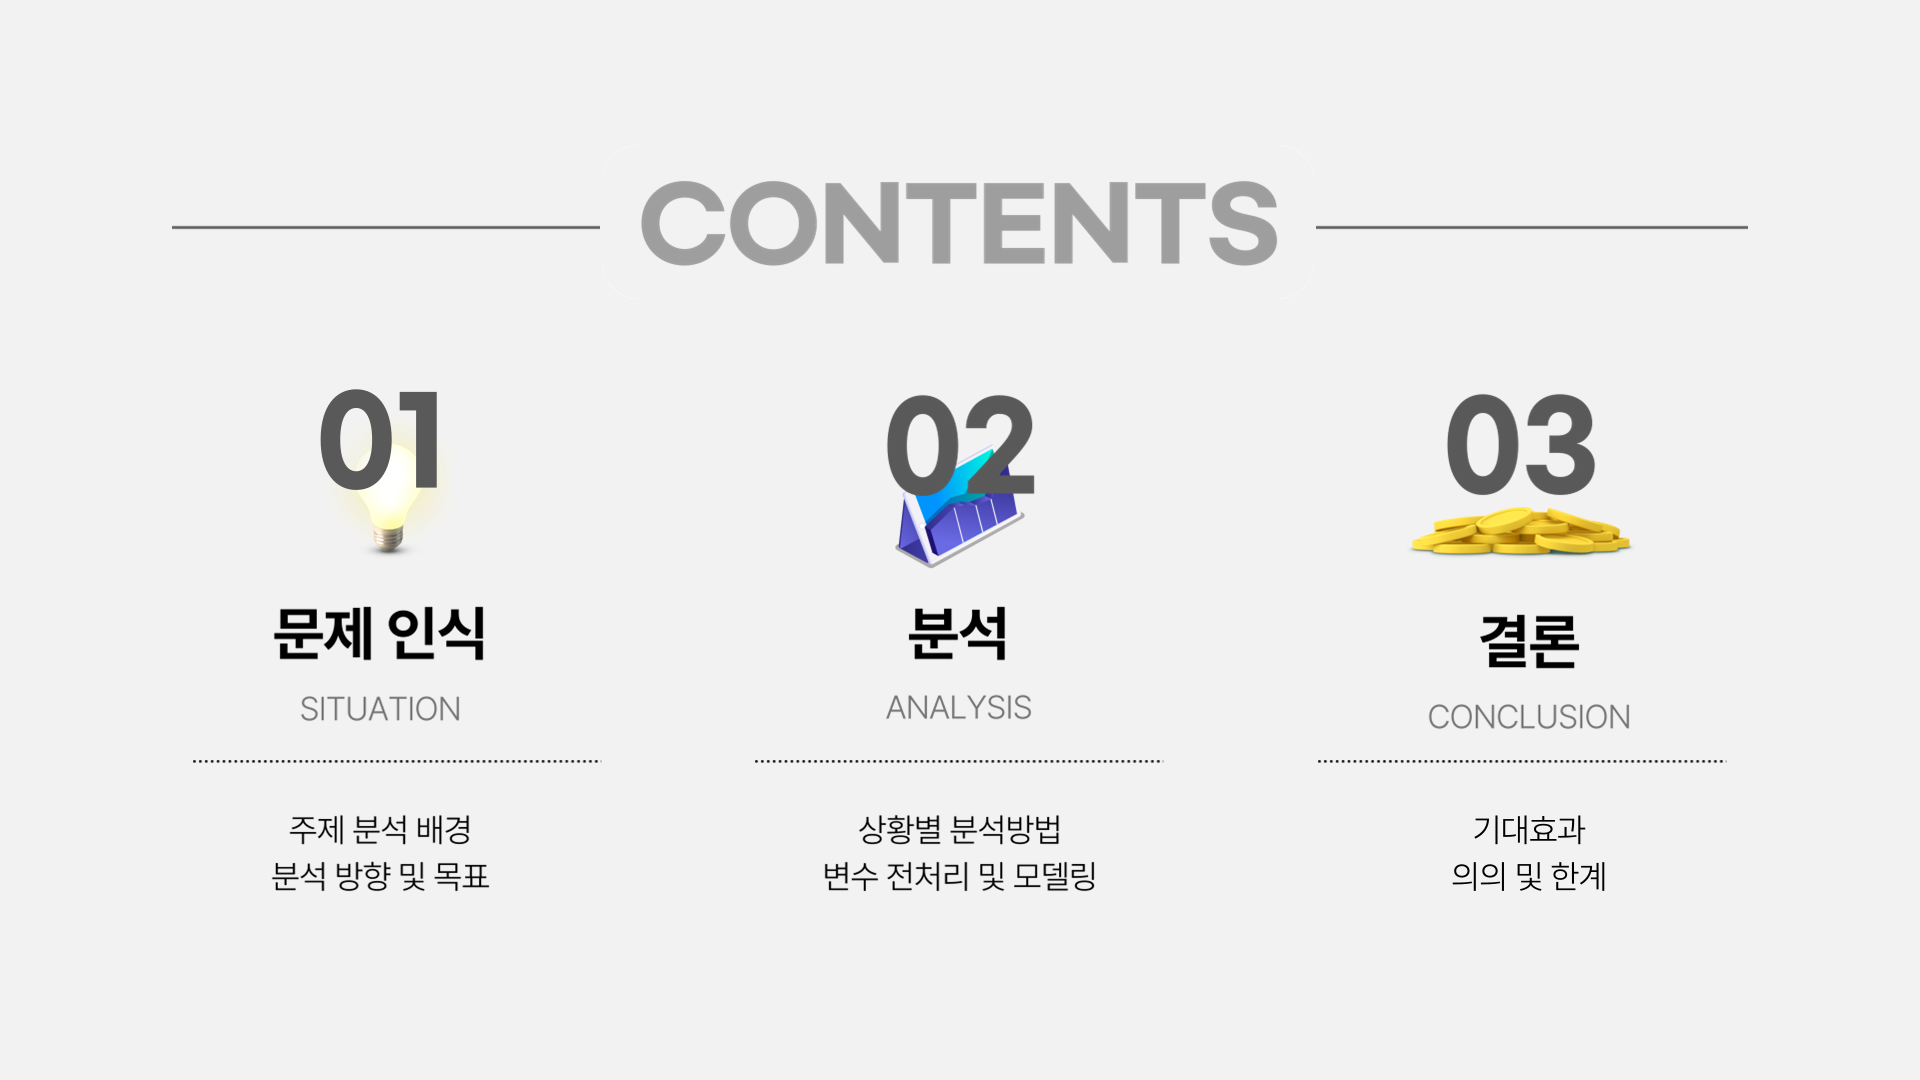 CONTENTS
01
문제 인식
SITUATION
주제 분석 배경
분석 방향 및 목표
02
분석
ANALYSIS
상황별 분석방법
변수 전처리 및 모델링
03
결론
CONCLUSION
기대효과
의의 및 한계